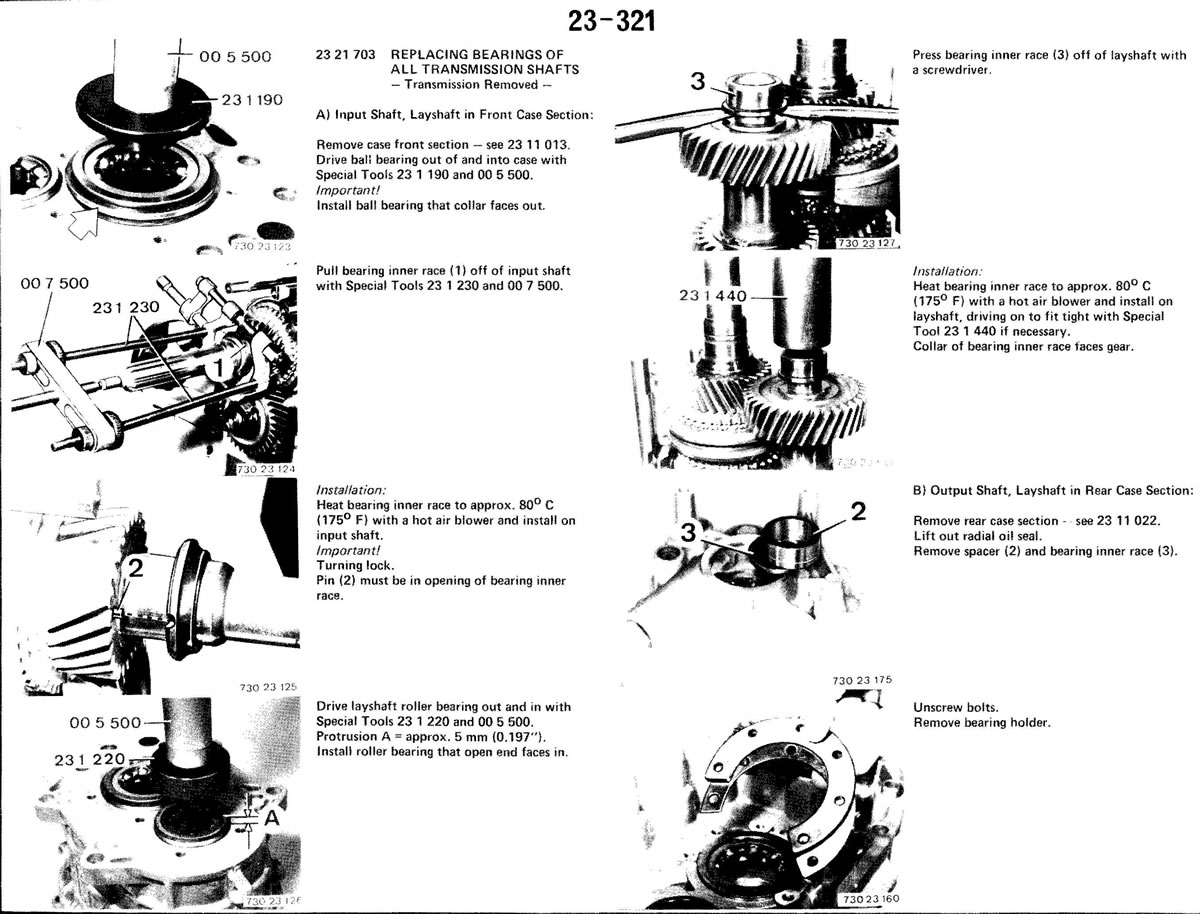 23-321
00 5 500
23 1 190
730 23 123
23 21 703 REPLACING BEARINGS OF
ALL TRANSMISSION SHAFTS
– Transmission Removed –
A) Input Shaft, Layshaft in Front Case Section:
Remove case front section – see 23 11 013.
Drive ball bearing out of and into case with
Special Tools 23 1 190 and 00 5 500.
Important!
Install ball bearing that collar faces out.
00 7 500
23 1 230
1
730 23 124
Pull bearing inner race (1) off of input shaft
with Special Tools 23 1 230 and 00 7 500.
2
730 23 125
Installation:
Heat bearing inner race to approx. 80° C
(175° F) with a hot air blower and install on
input shaft.
Important!
Turning lock.
Pin (2) must be in opening of bearing inner
race.
00 5 500
23 1 220
A
730 23 126
Drive layshaft roller bearing out and in with
Special Tools 23 1 220 and 00 5 500.
Protrusion A = approx. 5 mm (0.197").
Install roller bearing that open end faces in.
3
730 23 127
Press bearing inner race (3) off of layshaft with
a screwdriver.
23 1 440
Installation:
Heat bearing inner race to approx. 80° C
(175° F) with a hot air blower and install on
layshaft, driving on to fit tight with Special
Tool 23 1 440 if necessary.
Collar of bearing inner race faces gear.
2
3
730 23 175
B) Output Shaft, Layshaft in Rear Case Section:
Remove rear case section - - see 23 11 022.
Lift out radial oil seal.
Remove spacer (2) and bearing inner race (3).
730 23 160
Unscrew bolts.
Remove bearing holder.